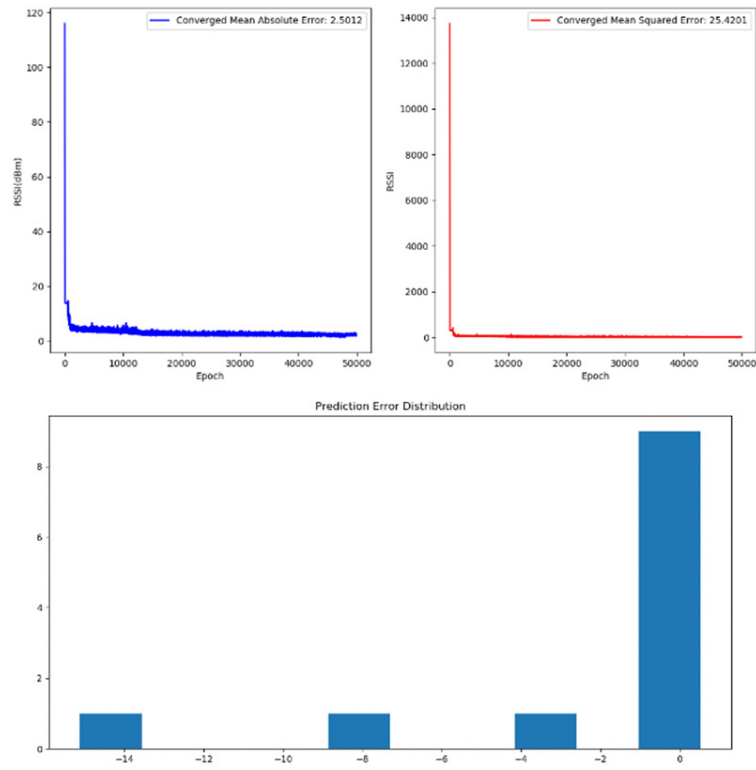 Converged Mean Absolute Error: 2.5012
120
100
80
60
40
20
0
RSSI(dBm)
0 10000 20000 30000 40000 50000
Epoch
Converged Mean Squared Error: 25.4201
14000
12000
10000
8000
6000
4000
2000
0
RSSI
0 10000 20000 30000 40000 50000
Epoch
Prediction Error Distribution
8
6
4
2
0
−14 −12 −10 −8 −6 −4 −2 0